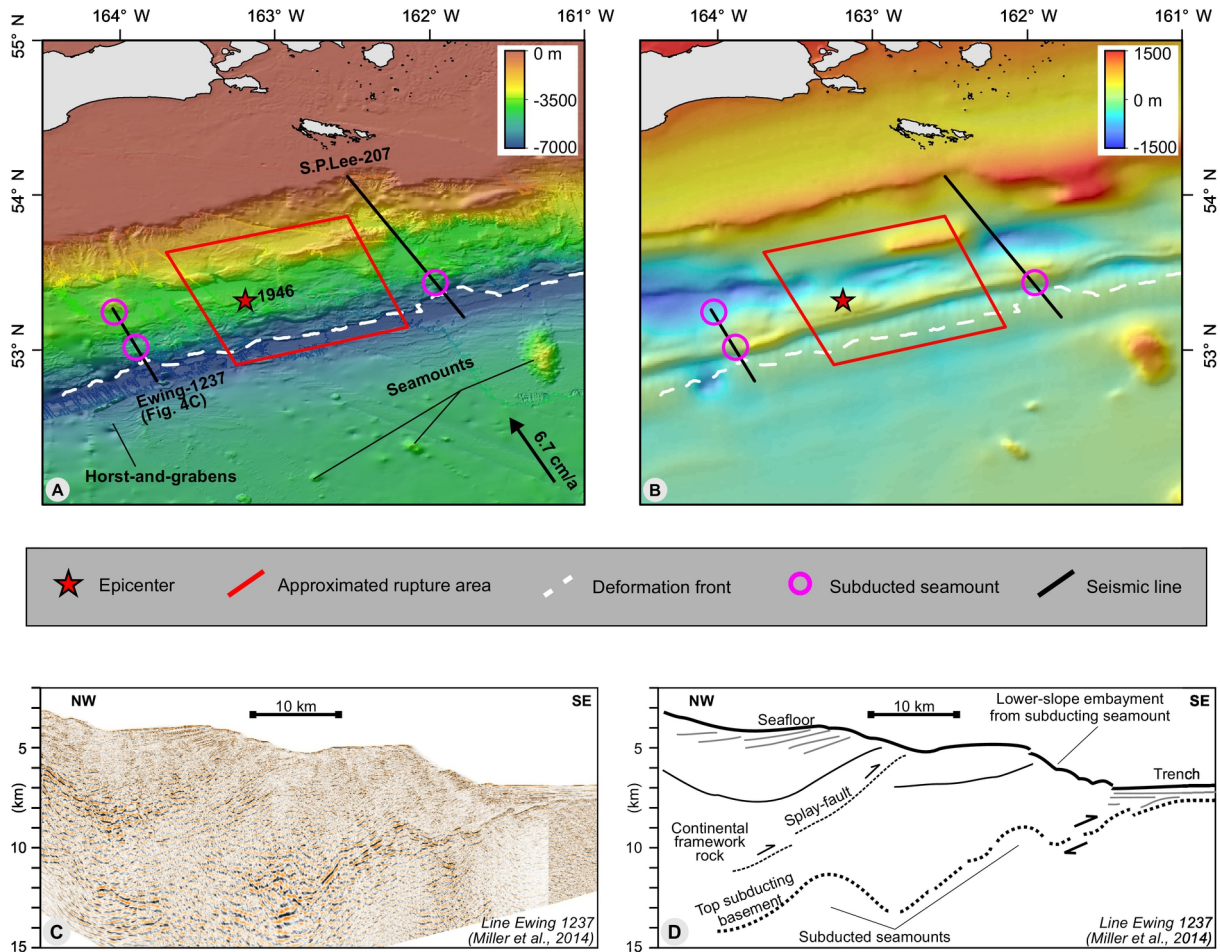 164° W
163° W
162° W
161° W
164° W
163° W
162° W
161° W
55° N
54° N
53° N
0 m
-3500
-7000
S.P.Lee-207
1946
Ewing-1237
(Fig. 4C)
Seamounts
6.7 cm/a
Horst-and-grabens
A
1500
0 m
-1500
54° N
53° N
B
Epicenter
Approximated rupture area
Deformation front
Subducted seamount
Seismic line
NW
SE
10 km
5
10
15
(km)
C
Line Ewing 1237
(Miller et al., 2014)
NW
SE
10 km
Lower-slope embayment
from subducting seamount
Seafloor
Trench
Splay-fault
Continental
framework
rock
Top subducting
basement
Subducted seamounts
5
10
15
(km)
D
Line Ewing 1237
(Miller et al., 2014)